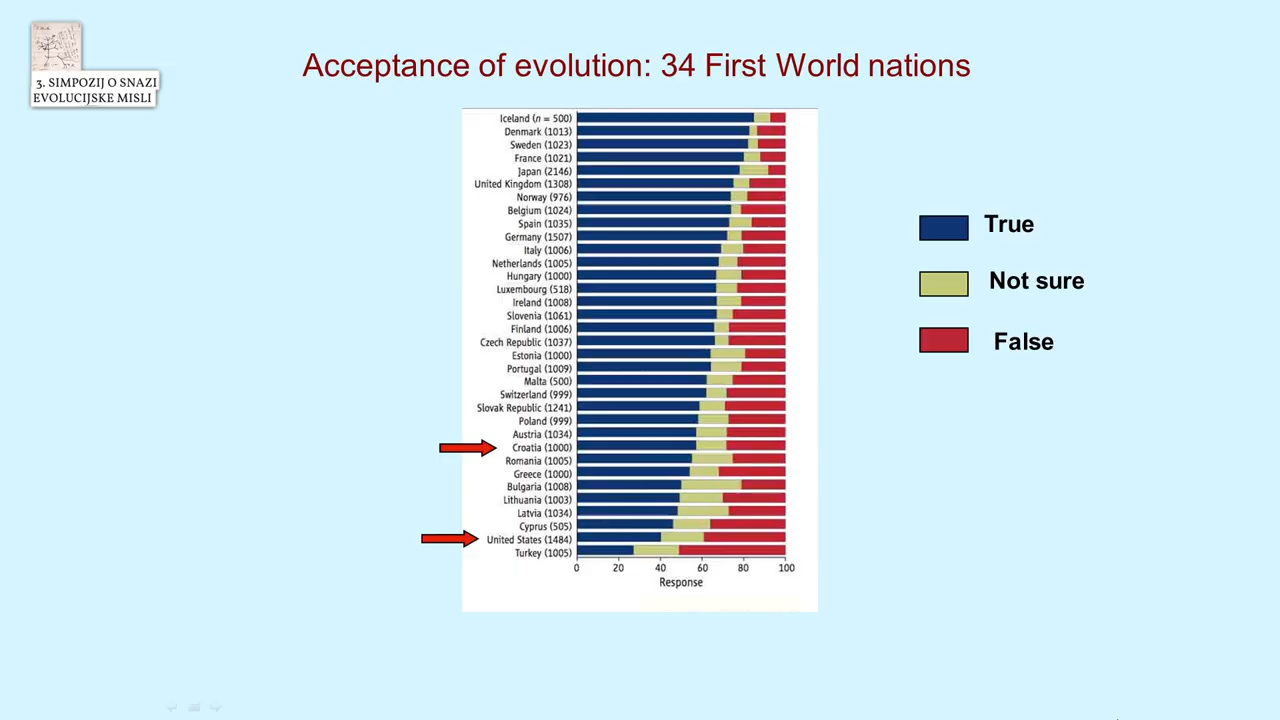 3. SIMPOZIJ O SNAZI
EVOLUCIJSKE MISLI
Acceptance of evolution: 34 First World nations
Iceland (n = 500)
Denmark (1013)
Sweden (1023)
France (1021)
Japan (2146)
United Kingdom (1308)
Norway (976)
Belgium (1024)
Spain (1035)
Germany (1507)
Italy (1006)
Netherlands (1005)
Hungary (1000)
Luxembourg (518)
Ireland (1008)
Slovenia (1061)
Finland (1006)
Czech Republic (1037)
Estonia (1000)
Portugal (1009)
Malta (500)
Switzerland (999)
Slovak Republic (1241)
Poland (999)
Austria (1034)
Croatia (1000)
Romania (1005)
Greece (1000)
Bulgaria (1008)
Lithuania (1003)
Latvia (1034)
Cyprus (505)
United States (1484)
Turkey (1005)
0 20 40 60 80 100
Response
True
Not sure
False